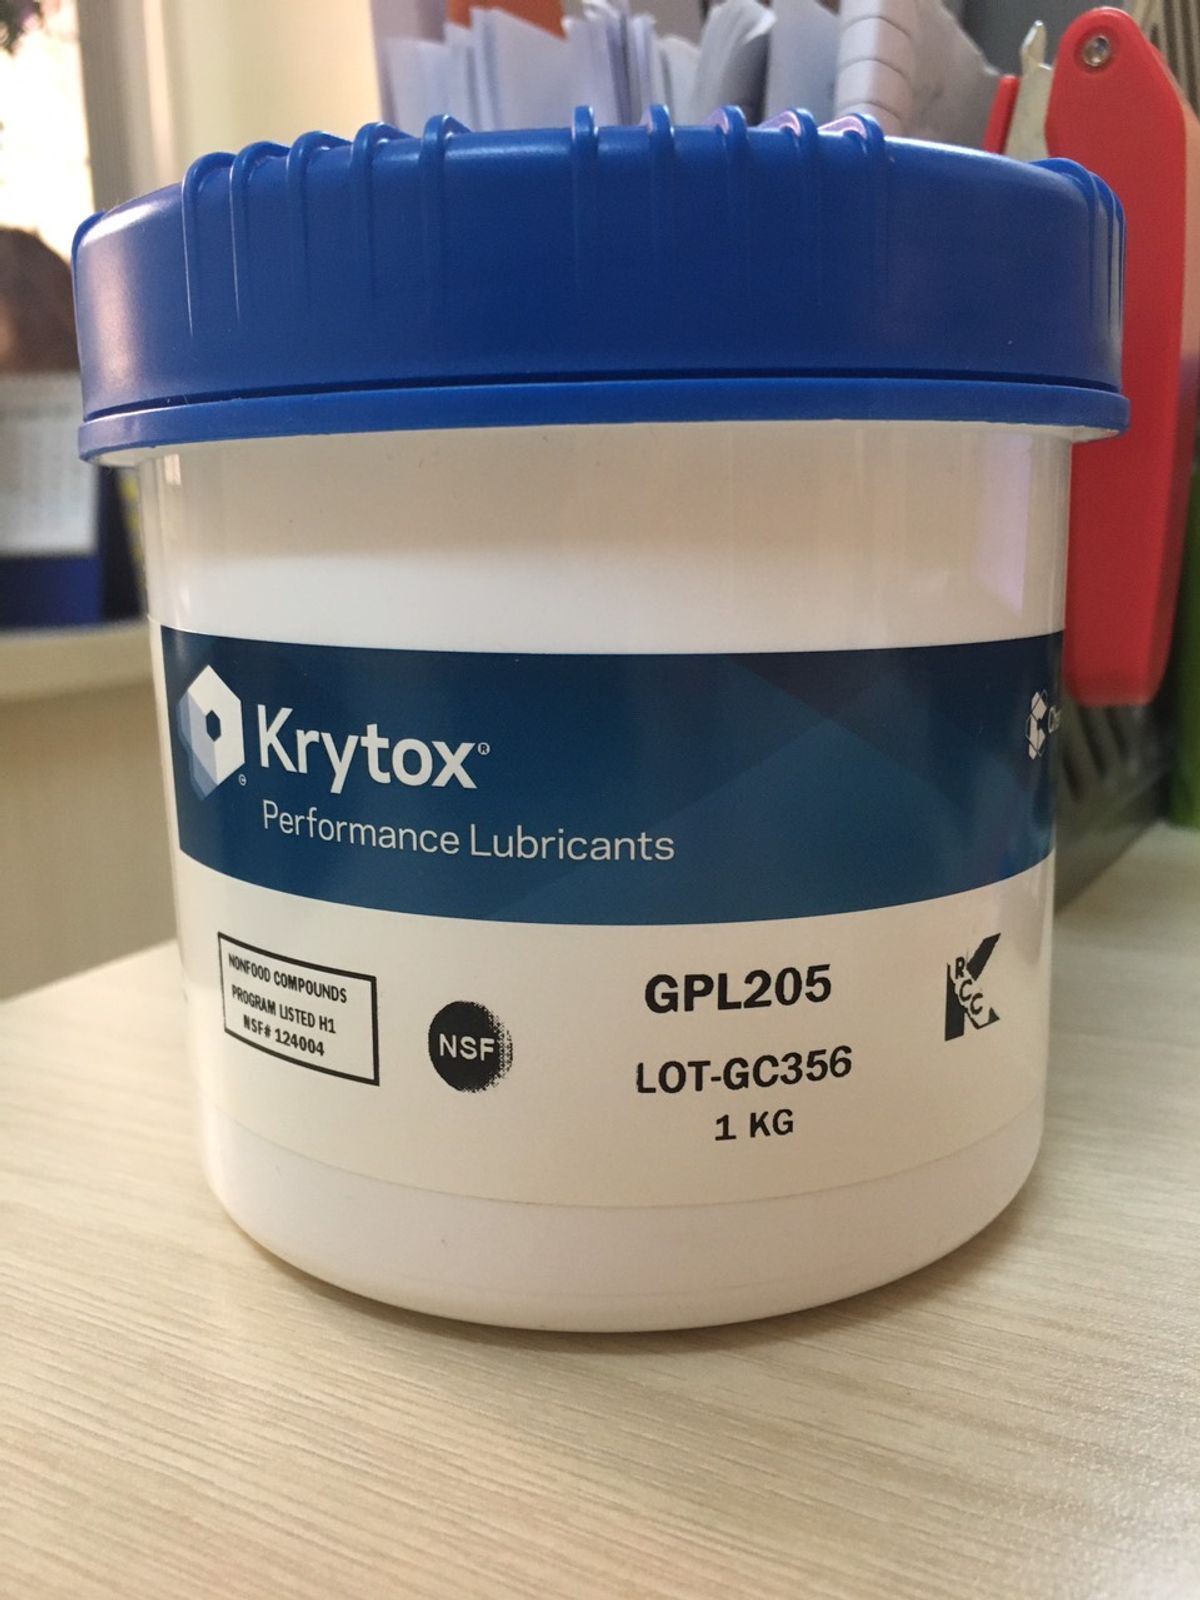 Krytox®
Performance Lubricants
NONFOOD COMPOUNDS
PROGRAM LISTED H1
NSF# 124004
NSF
GPL205
LOT-GC356
1 KG
RCC